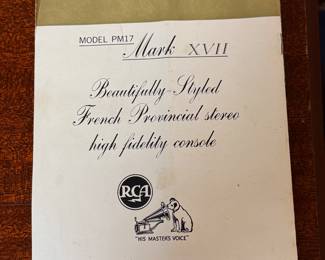 MODEL PM17
Mark XVII
Beautifully-Styled
French Provincial stereo
high fidelity console
RCA
"HIS MASTERS VOICE"